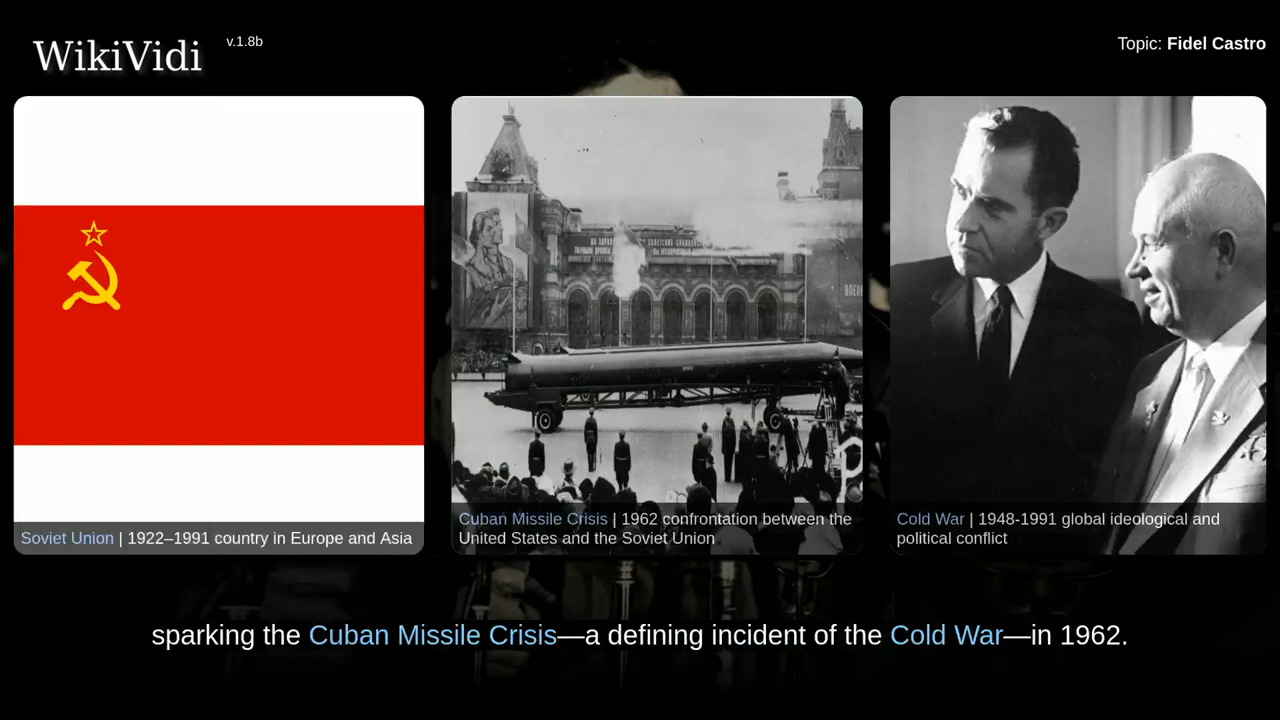 WikiVidi v.1.8b
Topic: Fidel Castro
Soviet Union | 1922–1991 country in Europe and Asia
Cuban Missile Crisis | 1962 confrontation between the
United States and the Soviet Union
Cold War | 1948-1991 global ideological and
political conflict
sparking the Cuban Missile Crisis—a defining incident of the Cold War—in 1962.